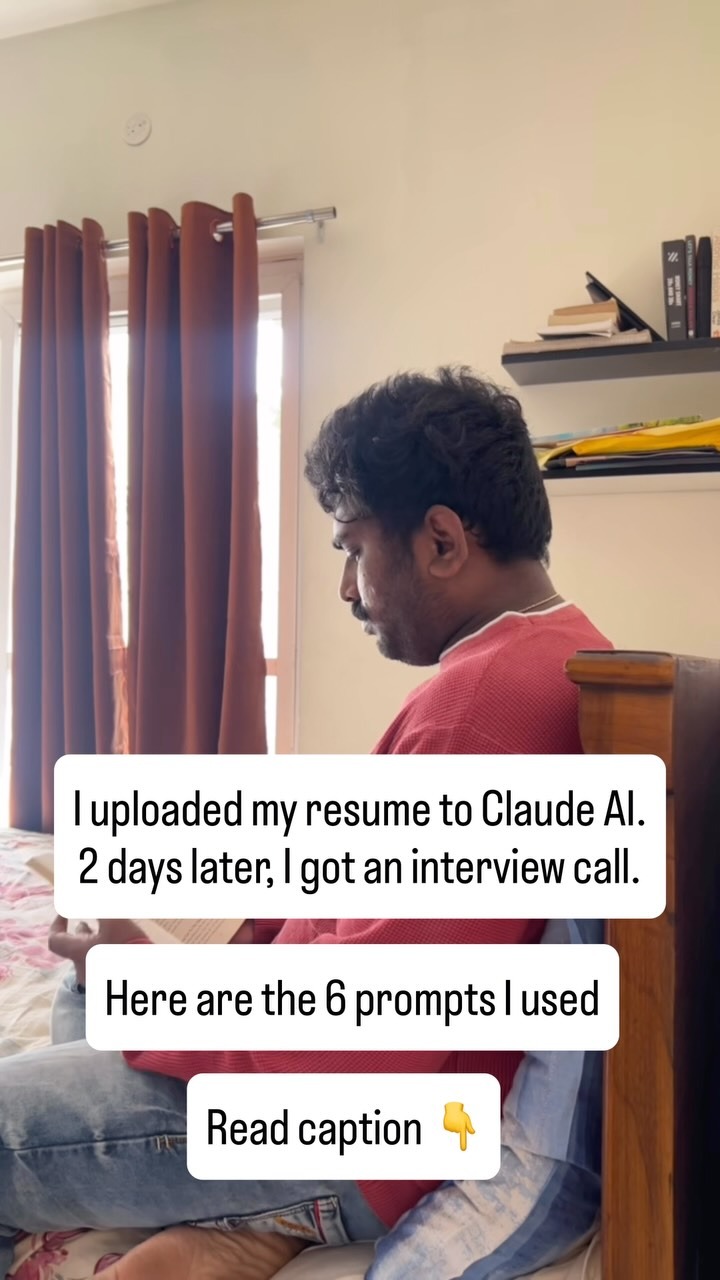 I uploaded my resume to Claude AI.
2 days later, I got an interview call.
Here are the 6 prompts I used
Read caption 👇